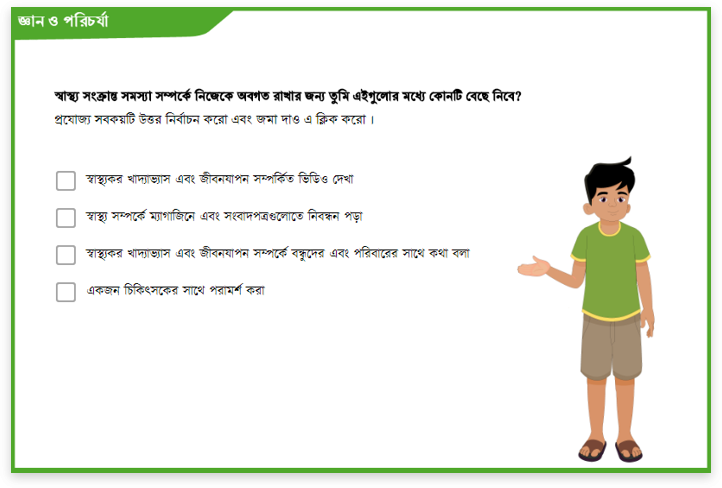 জ্ঞান ও পরিচর্যা
স্বাস্থ্য সংক্রান্ত সমস্যা সম্পর্কে নিজেকে অবগত রাখার জন্য তুমি এইগুলোর মধ্যে কোনটি বেছে নিবে?
প্রযোজ্য সবকয়টি উত্তর নির্বাচন করো এবং জমা দাও এ ক্লিক করো ।
স্বাস্থ্যকর খাদ্যাভ্যাস এবং জীবনযাপন সম্পর্কিত ভিডিও দেখা
স্বাস্থ্য সম্পর্কে ম্যাগাজিনে এবং সংবাদপত্রগুলোতে নিবন্ধন পড়া
স্বাস্থ্যকর খাদ্যাভ্যাস এবং জীবনযাপন সম্পর্কে বন্ধুদের এবং পরিবারের সাথে কথা বলা
একজন চিকিৎসকের সাথে পরামর্শ করা